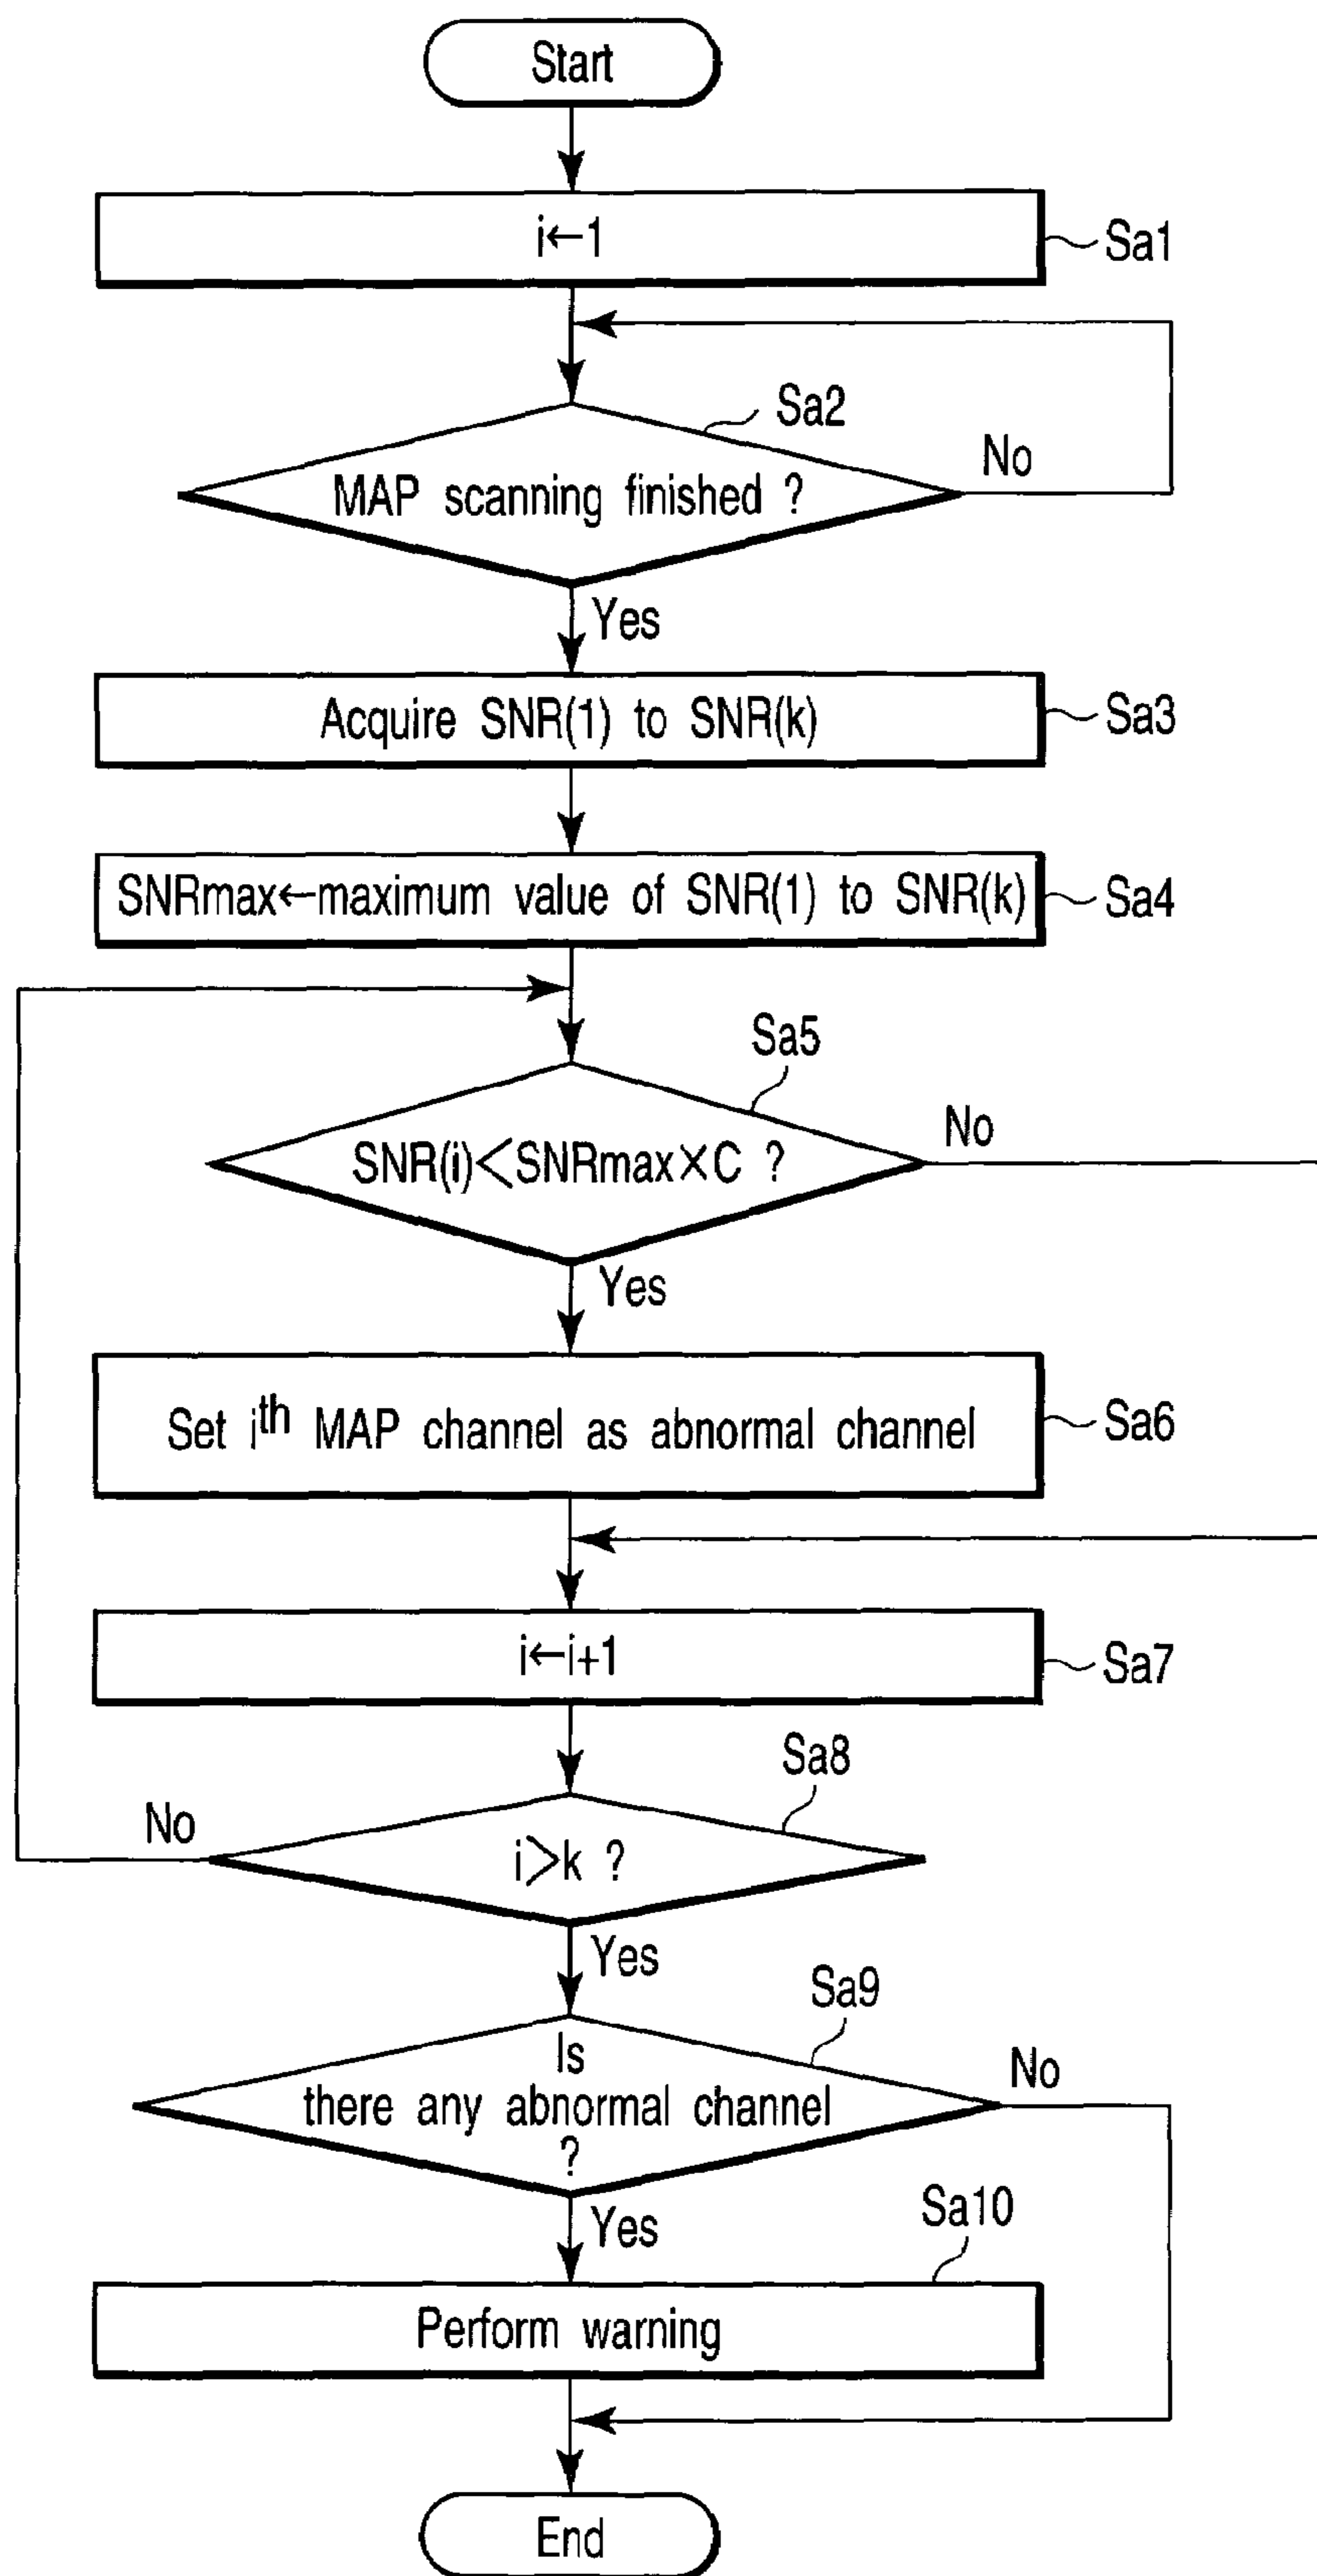 Start
i←1
Sa1
Sa2
No
MAP scanning finished ?
Yes
Acquire SNR(1) to SNR(k)
Sa3
SNRmax←maximum value of SNR(1) to SNR(k)
Sa4
Sa5
No
SNR(i)<SNRmax×C ?
Yes
Set ith MAP channel as abnormal channel
Sa6
i←i+1
Sa7
Sa8
No
i>k ?
Yes
Sa9
Is
No
there any abnormal channel
?
Yes
Sa10
Perform warning
End